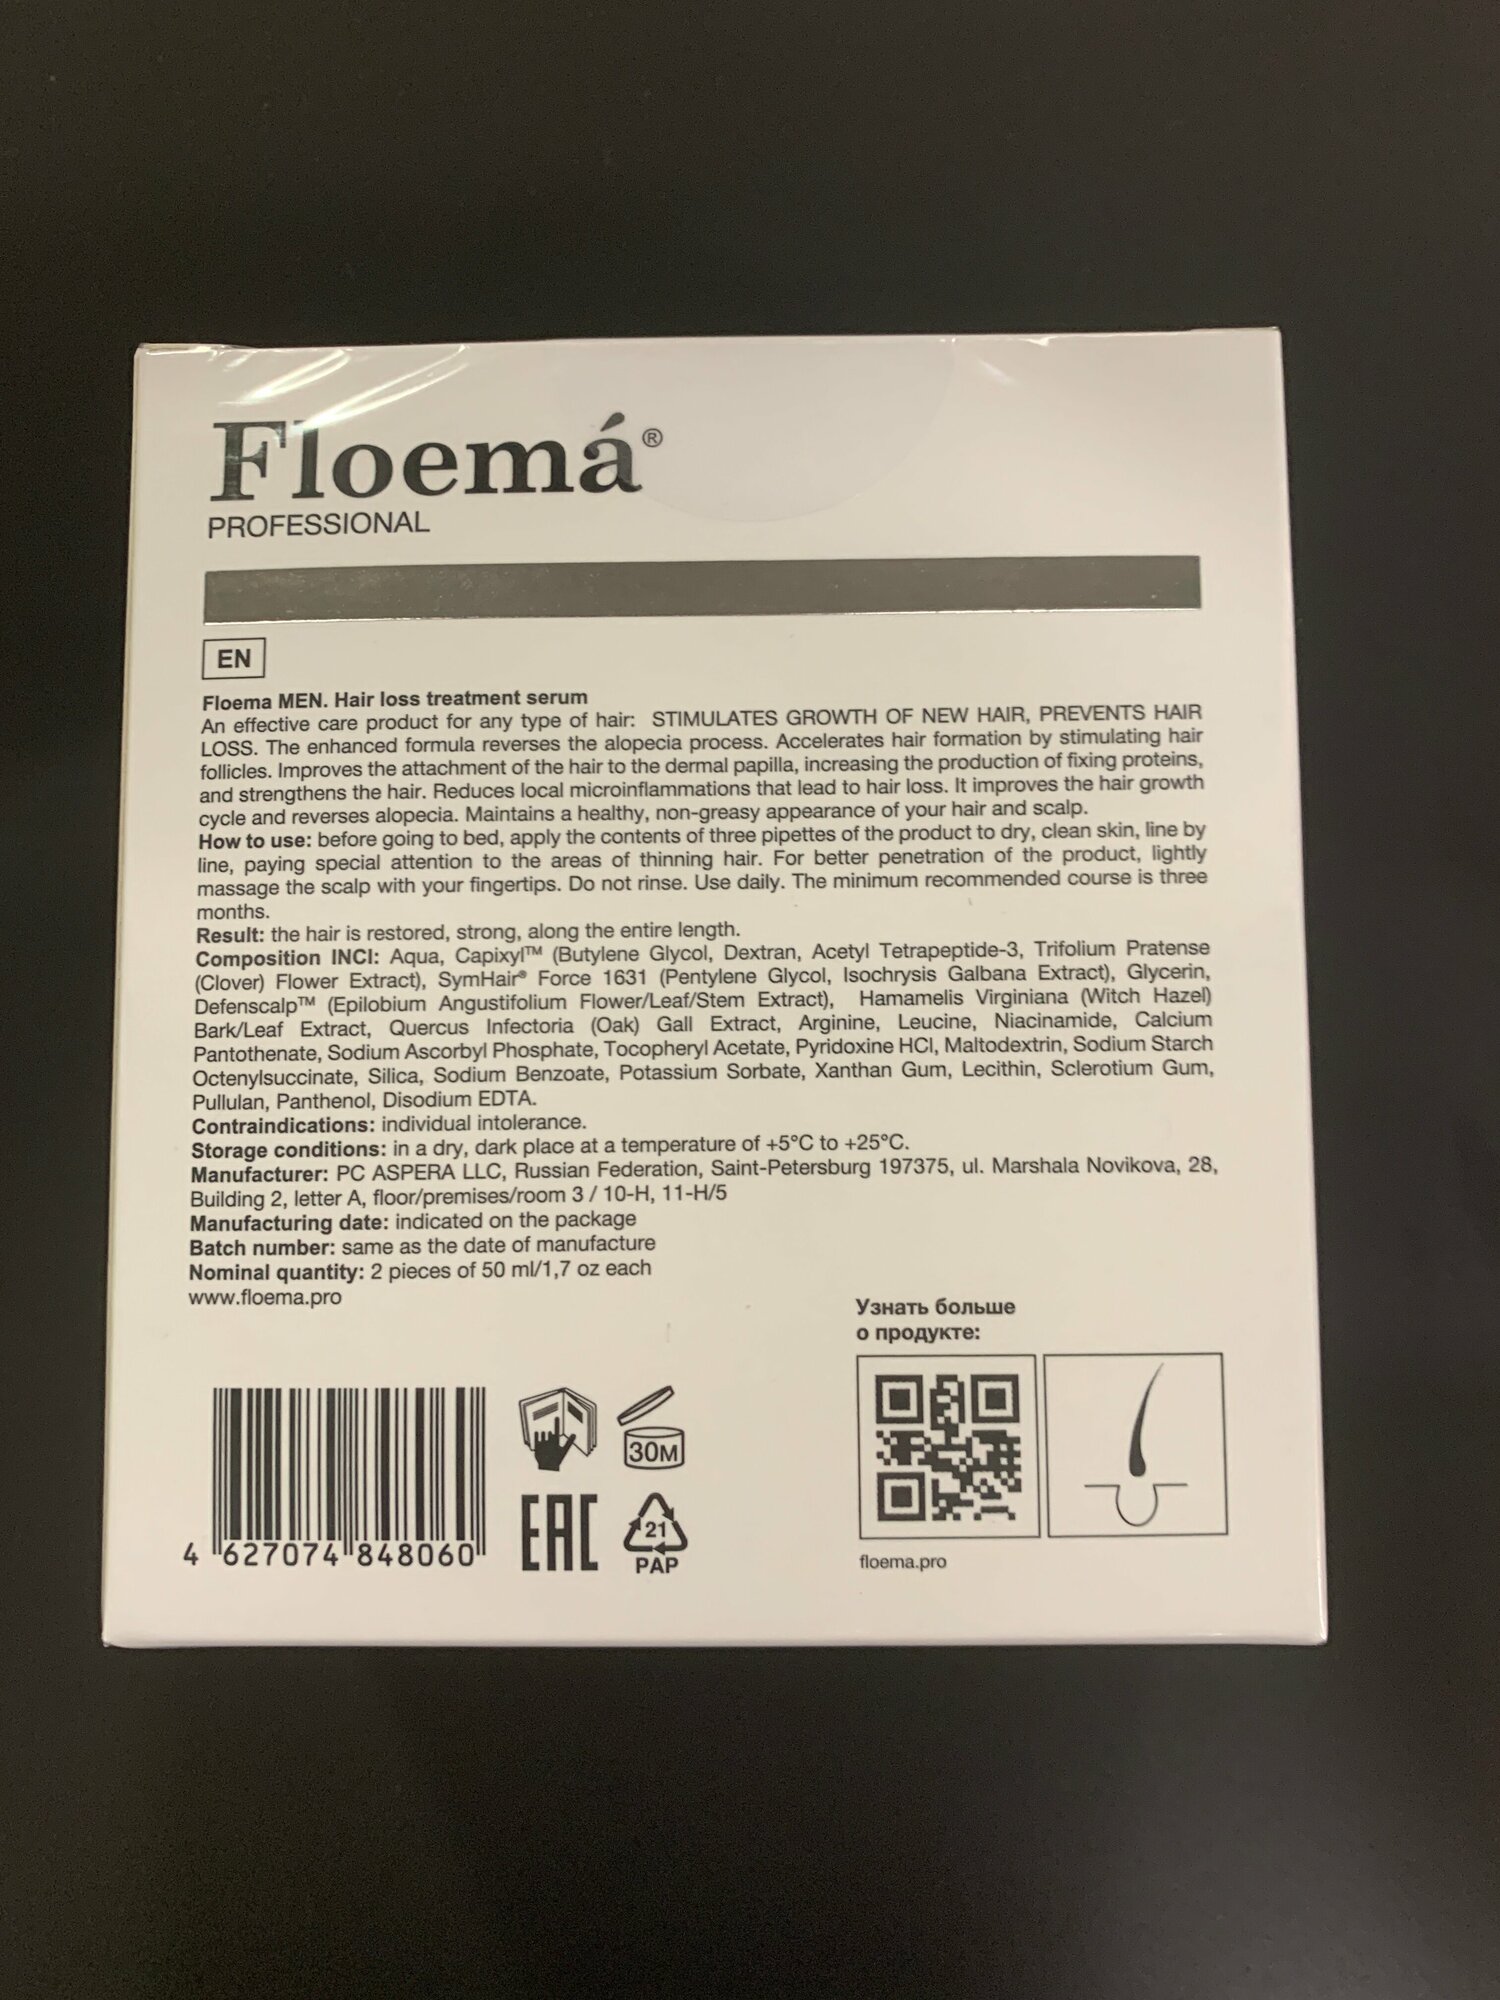 Floemá®
PROFESSIONAL
EN
Floema MEN. Hair loss treatment serum
An effective care product for any type of hair: STIMULATES GROWTH OF NEW HAIR, PREVENTS HAIR
LOSS. The enhanced formula reverses the alopecia process. Accelerates hair formation by stimulating hair
follicles. Improves the attachment of the hair to the dermal papilla, increasing the production of fixing proteins,
and strengthens the hair. Reduces local microinflammations that lead to hair loss. It improves the hair growth
cycle and reverses alopecia. Maintains a healthy, non-greasy appearance of your hair and scalp.
How to use: before going to bed, apply the contents of three pipettes of the product to dry, clean skin, line by
line, paying special attention to the areas of thinning hair. For better penetration of the product, lightly
massage the scalp with your fingertips. Do not rinse. Use daily. The minimum recommended course is three
months.
Result: the hair is restored, strong, along the entire length.
Composition INCI: Aqua, Capixyl™ (Butylene Glycol, Dextran, Acetyl Tetrapeptide-3, Trifolium Pratense
(Clover) Flower Extract), SymHair® Force 1631 (Pentylene Glycol, Isochrysis Galbana Extract), Glycerin,
Defenscalp™ (Epilobium Angustifolium Flower/Leaf/Stem Extract), Hamamelis Virginiana (Witch Hazel)
Bark/Leaf Extract, Quercus Infectoria (Oak) Gall Extract, Arginine, Leucine, Niacinamide, Calcium
Pantothenate, Sodium Ascorbyl Phosphate, Tocopheryl Acetate, Pyridoxine HCl, Maltodextrin, Sodium Starch
Octenylsuccinate, Silica, Sodium Benzoate, Potassium Sorbate, Xanthan Gum, Lecithin, Sclerotium Gum,
Pullulan, Panthenol, Disodium EDTA.
Contraindications: individual intolerance.
Storage conditions: in a dry, dark place at a temperature of +5°C to +25°C.
Manufacturer: PC ASPERA LLC, Russian Federation, Saint-Petersburg 197375, ul. Marshala Novikova, 28,
Building 2, letter A, floor/premises/room 3 / 10-H, 11-H/5
Manufacturing date: indicated on the package
Batch number: same as the date of manufacture
Nominal quantity: 2 pieces of 50 ml/1,7 oz each
www.floema.pro
Узнать больше
о продукте:
30M
EAC
21
PAP
4 627074 848060
floema.pro